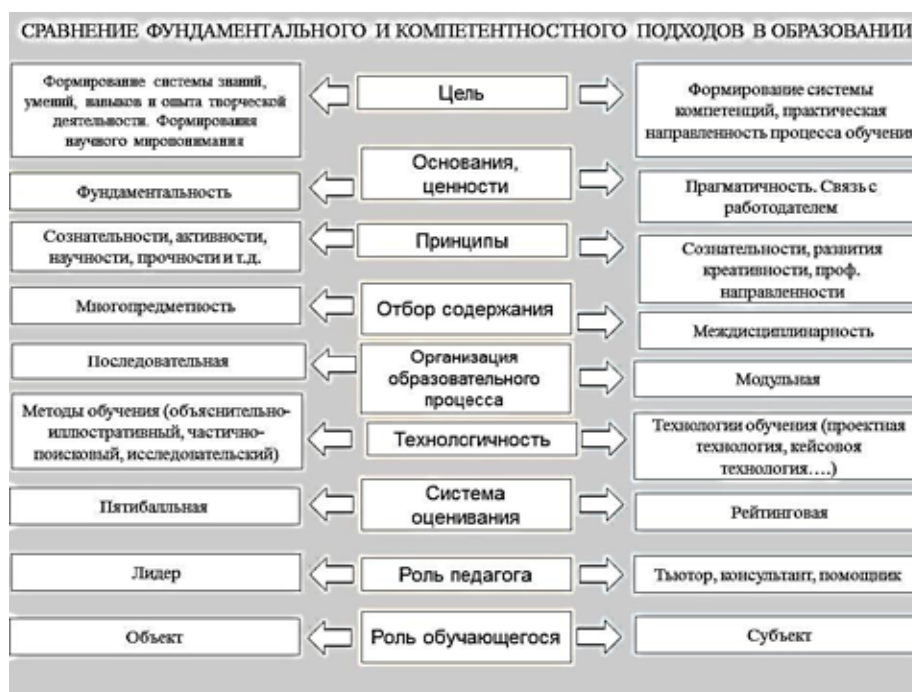 СРАВНЕНИЕ ФУНДАМЕНТАЛЬНОГО И КОМПЕТЕНТНОСТНОГО ПОДХОДОВ В ОБРАЗОВАНИИ
Формирование системы знаний,
умений, навыков и опыта творческой
деятельности. Формирования
научного миропонимания
Цель
Формирование системы
компетенций, практическая
направленность процесса обучения
Фундаментальность
Основания,
ценности
Прагматичность. Связь с
работодателем
Сознательности, активности,
научности, прочности и т.д.
Принципы
Сознательности, развития
креативности, проф.
направленности
Многопредметность
Отбор содержания
Междисциплинарность
Последовательная
Организация
образовательного
процесса
Модульная
Методы обучения (объяснительно-
иллюстративный, частично-
поисковый, исследовательский)
Технологичность
Технологии обучения (проектная
технология, кейсовая
технология....)
Пятибалльная
Система
оценивания
Рейтинговая
Лидер
Роль педагога
Тьютор, консультант, помощник
Объект
Роль обучающегося
Субъект